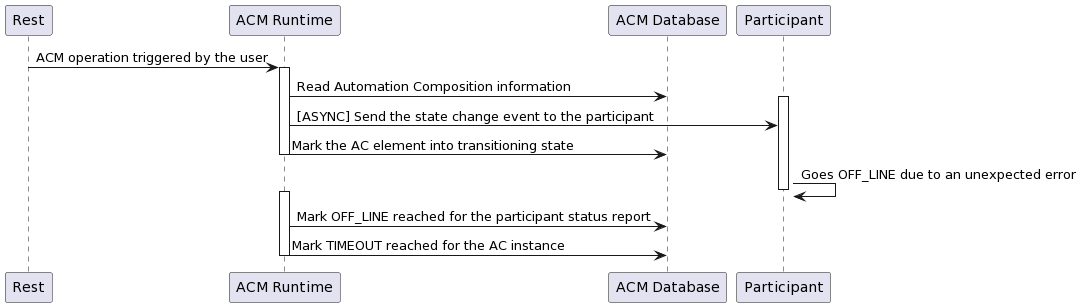 Rest
ACM Runtime
ACM Database
Participant
ACM operation triggered by the user
Read Automation Composition information
[ASYNC] Send the state change event to the participant
Mark the AC element into transitioning state
Goes OFF_LINE due to an unexpected error
Mark OFF_LINE reached for the participant status report
Mark TIMEOUT reached for the AC instance
Rest
ACM Runtime
ACM Database
Participant